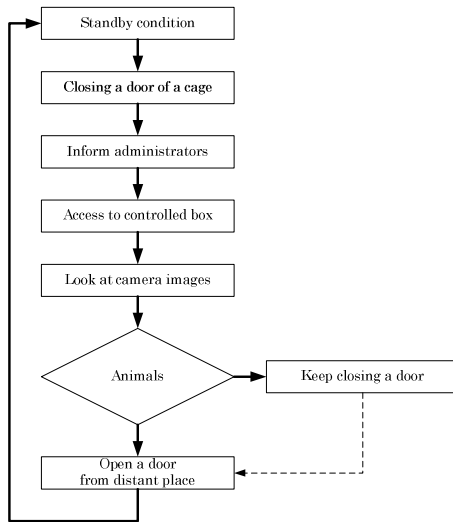 Standby condition
Closing a door of a cage
Inform administrators
Access to controlled box
Look at camera images
Animals
Keep closing a door
Open a door
from distant place